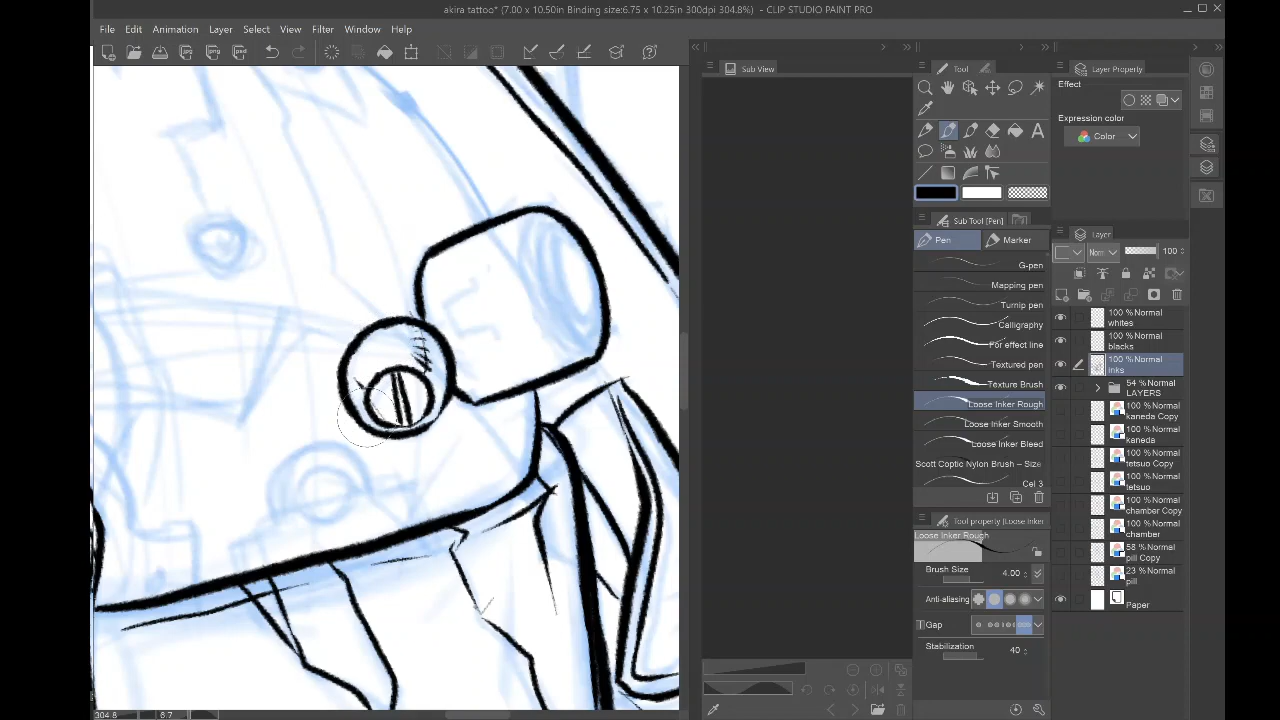 akira tattoo* (7.00 x 10.50in Binding size:6.75 x 10.25in 300dpi 304.8%) - CLIP STUDIO PAINT PRO
File Edit Animation Layer Select View Filter Window Help
Sub View
Tool
Layer Property
Effect
Expression color
Color
Sub Tool [Pen]
Pen
Marker
G-pen
Mapping pen
Turnip pen
Calligraphy
For effect line
Textured pen
Texture Brush
Loose Inker Rough
Loose Inker Smooth
Loose Inker Bleed
Scott Coptic Nylon Brush – Size
Cel 3
Tool property [Loose Inker
Loose Inker Rough
Brush Size
4.00
Anti-aliasing
Gap
Stabilization
40
Layer
Norm
100
100 %Normal
whites
100 %Normal
blacks
100 %Normal
inks
54 %Normal
LAYERS
100 %Normal
kaneda Copy
100 %Normal
kaneda
100 %Normal
tetsuo Copy
100 %Normal
tetsuo
100 %Normal
chamber Copy
100 %Normal
chamber
58 %Normal
pill Copy
23 %Normal
pill
Paper
304.8
6.7